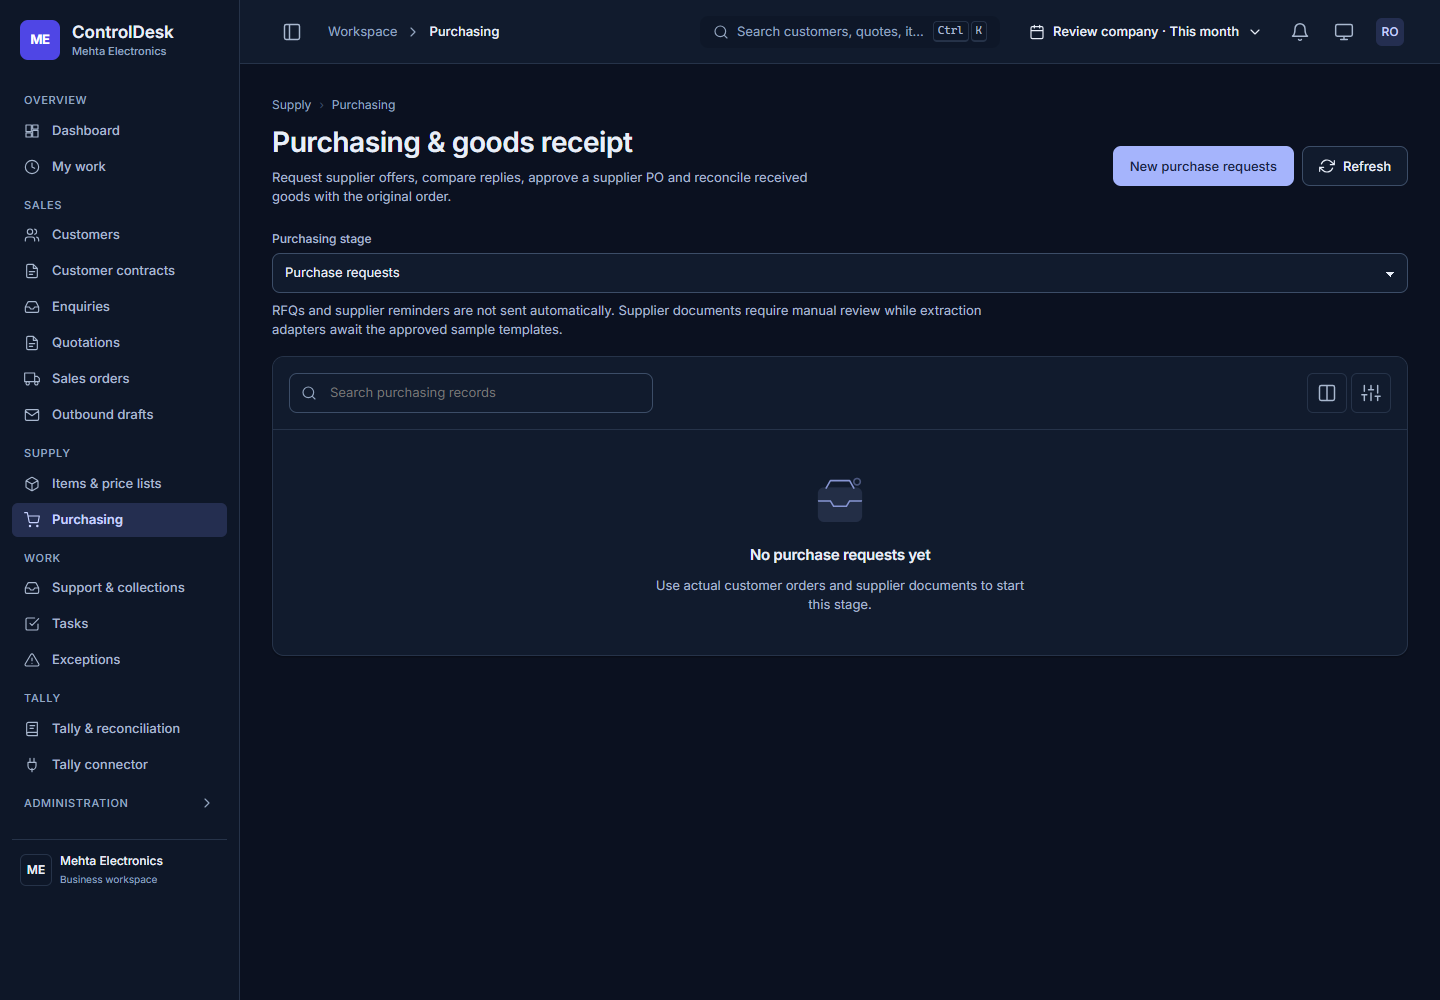 ME
ControlDesk
Mehta Electronics
OVERVIEW
Dashboard
My work
SALES
Customers
Customer contracts
Enquiries
Quotations
Sales orders
Outbound drafts
SUPPLY
Items & price lists
Purchasing
WORK
Support & collections
Tasks
Exceptions
TALLY
Tally & reconciliation
Tally connector
ADMINISTRATION
ME
Mehta Electronics
Business workspace
Workspace > Purchasing
Search customers, quotes, it... Ctrl K
Review company · This month
RO
Supply > Purchasing
Purchasing & goods receipt
Request supplier offers, compare replies, approve a supplier PO and reconcile received
goods with the original order.
New purchase requests
Refresh
Purchasing stage
Purchase requests
RFQs and supplier reminders are not sent automatically. Supplier documents require manual review while extraction
adapters await the approved sample templates.
Search purchasing records
No purchase requests yet
Use actual customer orders and supplier documents to start
this stage.